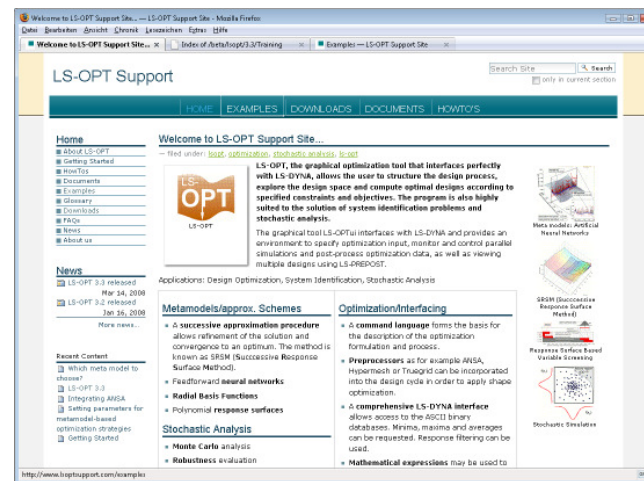 Welcome to LS-OPT Support Site... — LS-OPT Support Site - Mozilla Firefox
Datei Bearbeiten Ansicht Chronik Lesezeichen Extras Hilfe
Welcome to LS-OPT Support Site... Index of /beta/lsopt/3.3/Training Examples — LS-OPT Support Site
LS-OPT Support
Search Site Search
only in current section
HOME EXAMPLES DOWNLOADS DOCUMENTS HOWTO'S
Home
About LS-OPT
Getting Started
HowTos
Documents
Examples
Glossary
Downloads
FAQs
News
About us
News
LS-OPT 3.3 released
Mar 14, 2008
LS-OPT 3.2 released
Jan 16, 2008
More news...
Recent Content
Which meta model to
choose?
LS-OPT 3.3
Integrating ANSA
Setting parameters for
metamodel-based
optimization strategies
Getting Started
Welcome to LS-OPT Support Site...
— filed under: lsopt, optimization, stochastic analysis, ls-opt
LS-OPT
LS-OPT
LS-OPT, the graphical optimization tool that interfaces perfectly
with LS-DYNA, allows the user to structure the design process,
explore the design space and compute optimal designs according to
specified constraints and objectives. The program is also highly
suited to the solution of system identification problems and
stochastic analysis.
The graphical tool LS-OPTui interfaces with LS-DYNA and provides an
environment to specify optimization input, monitor and control parallel
simulations and post-process optimization data, as well as viewing
multiple designs using LS-PREPOST.
Applications: Design Optimization, System Identification, Stochastic Analysis
Metamodels/approx. Schemes
A successive approximation procedure
allows refinement of the solution and
convergence to an optimum. The method is
known as SRSM (Succcessive Response
Surface Method).
Feedforward neural networks
Radial Basis Functions
Polynomial response surfaces
Stochastic Analysis
Monte Carlo analysis
Robustness evaluation
Optimization/Interfacing
A command language forms the basis for
the description of the optimization
formulation and process.
Preprocessors as for example ANSA,
Hypermesh or Truegrid can be incorporated
into the design cycle in order to apply shape
optimization.
A comprehensive LS-DYNA interface
allows access to the ASCII binary
databases. Minima, maxima and averages
can be requested. Response filtering can be
used.
Mathematical expressions may be used to
Meta models: Artificial
Neural Networks
SRSM (Succcessive
Response Surface
Method)
Response Surface Based
Variable Screening
Stochastic Simulation
http://www.lsoptsupport.com/examples